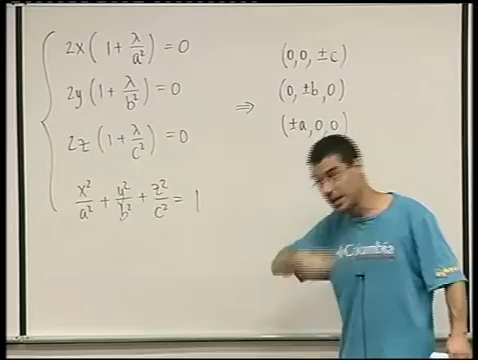 2x(1+λ/a²)=0
2y(1+λ/b²)=0
2z(1+λ/c²)=0
x²/a²+y²/b²+z²/c²=1
⇒
(0,0,±c)
(0,±b,0)
(±a,0,0)
Columbia